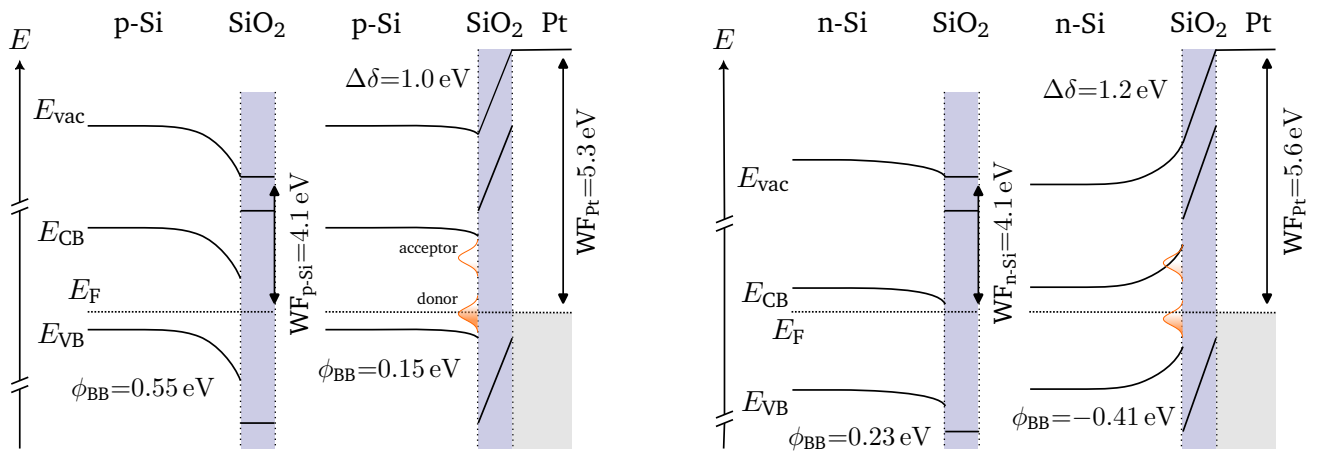 p-Si SiO₂ p-Si SiO₂ Pt
E
Δδ=1.0 eV
E_vac
WF_p-Si=4.1 eV
WF_Pt=5.3 eV
E_CB
acceptor
E_F
donor
E_VB
ϕ_BB=0.55 eV
ϕ_BB=0.15 eV
n-Si SiO₂ n-Si SiO₂ Pt
E
Δδ=1.2 eV
E_vac
WF_n-Si=4.1 eV
WF_Pt=5.6 eV
E_CB
E_F
E_VB
ϕ_BB=0.23 eV
ϕ_BB=−0.41 eV